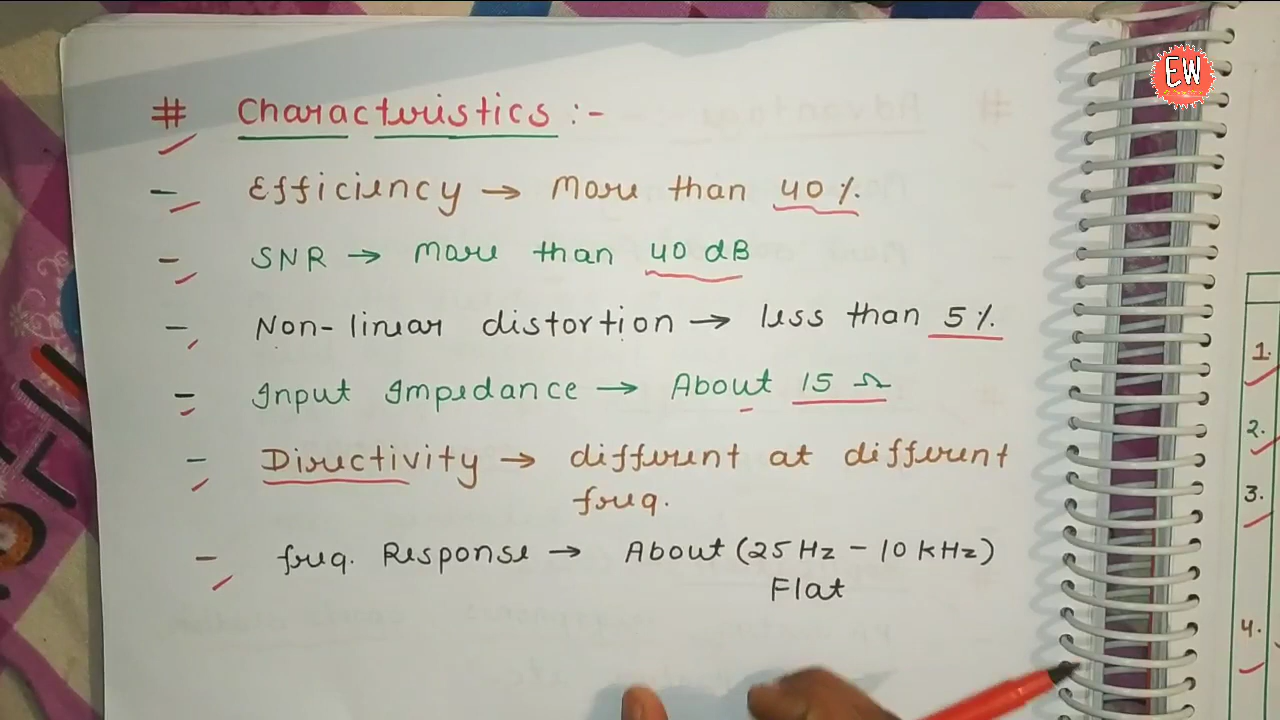 EW
# Characteristics :-
- Efficiency → More than 40 %.
- SNR → More than 40 dB
- Non-linear distortion → less than 5 %.
- Input Impedance → About 15 Ω
- Directivity → different at different
freq.
- freq. Response → About (25 Hz - 10 kHz)
Flat
1.
2.
3.
4.